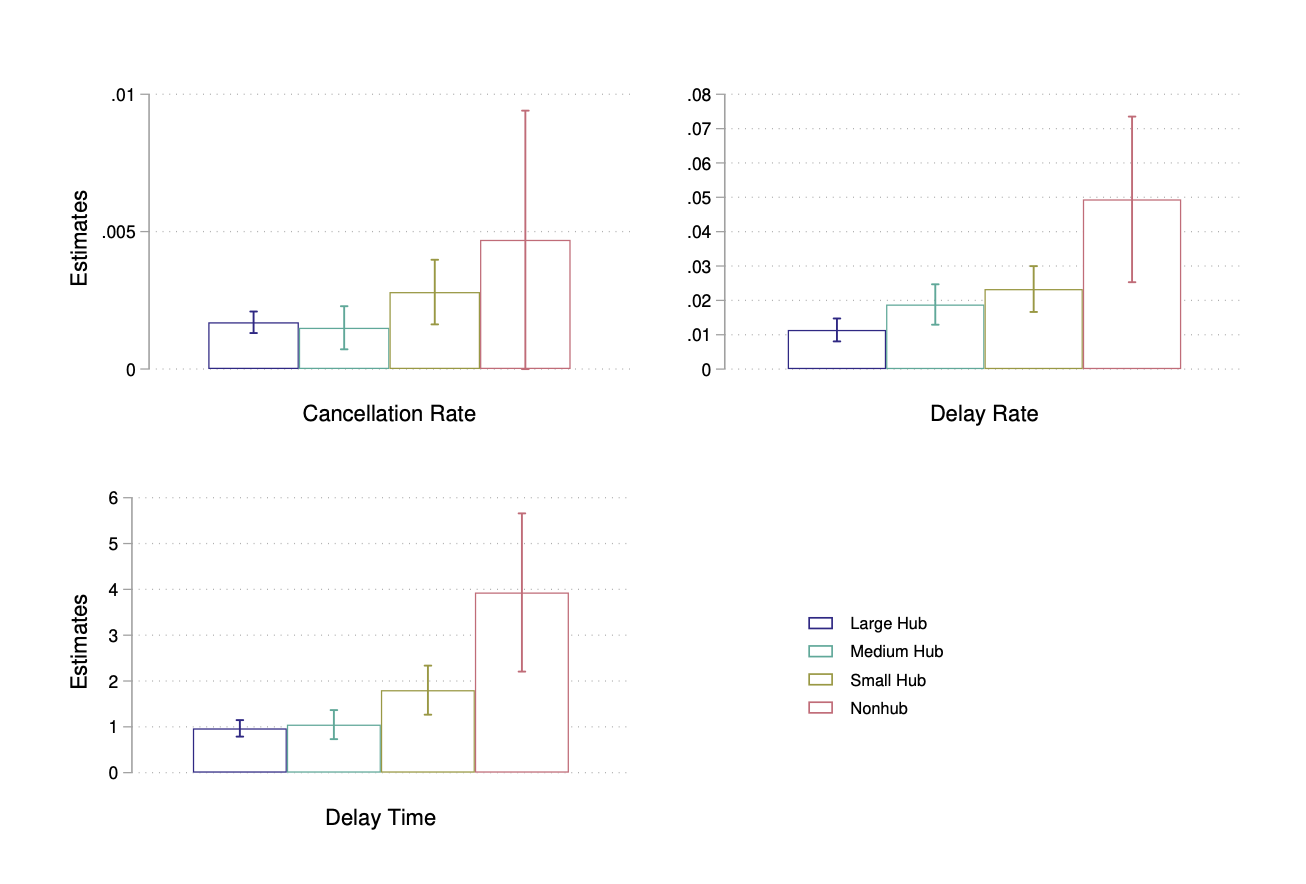 .01
.005
0
Estimates
Cancellation Rate
.08
.07
.06
.05
.04
.03
.02
.01
0
Delay Rate
6
5
4
3
2
1
0
Estimates
Delay Time
Large Hub
Medium Hub
Small Hub
Nonhub